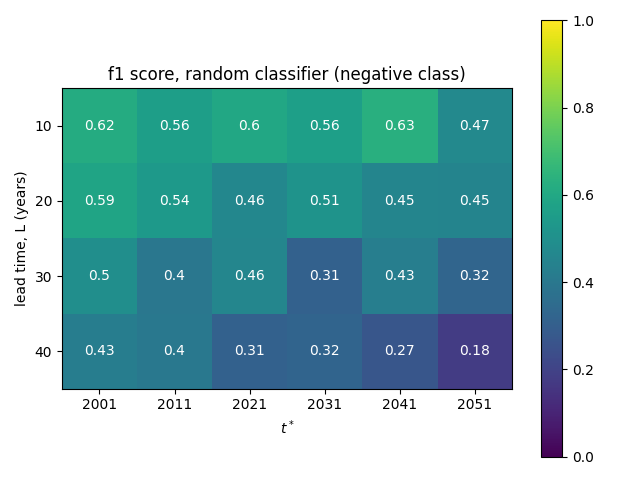 f1 score, random classifier (negative class)
lead time, L (years)
10 0.62 0.56 0.6 0.56 0.63 0.47
20 0.59 0.54 0.46 0.51 0.45 0.45
30 0.5 0.4 0.46 0.31 0.43 0.32
40 0.43 0.4 0.31 0.32 0.27 0.18
2001 2011 2021 2031 2041 2051
t*
1.0
0.8
0.6
0.4
0.2
0.0